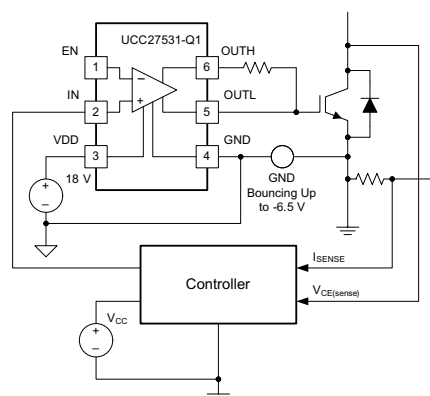 UCC27531-Q1
EN
1
IN
2
VDD
3
18 V
6
OUTH
5
OUTL
4
GND
−
+
+
−
GND
Bouncing Up
to -6.5 V
Controller
ISENSE
VCE(sense)
VCC
+
−